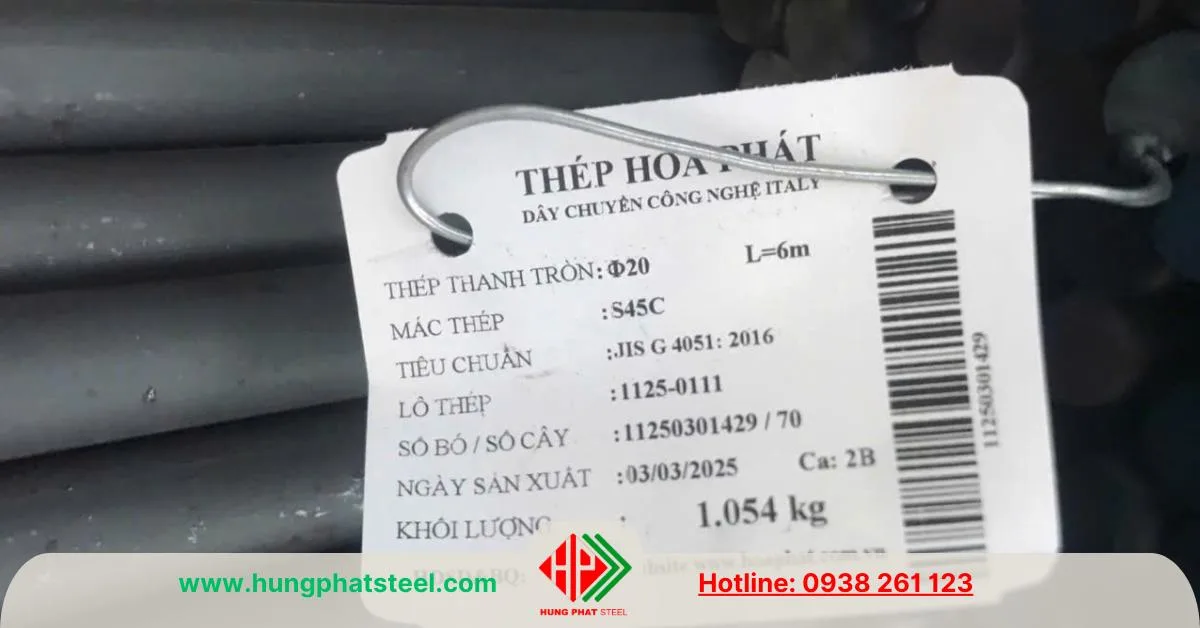 THÉP HÒA PHÁT
DÂY CHUYỀN CÔNG NGHỆ ITALY
THÉP THANH TRÒN: Φ20 L=6m
MÁC THÉP : S45C
TIÊU CHUẨN : JIS G 4051: 2016
LÔ THÉP : 1125-0111
SỐ BÓ / SỐ CÂY : 11250301429 / 70
NGÀY SẢN XUẤT : 03/03/2025 Ca: 2B
KHỐI LƯỢNG : 1.054 kg
11250301429
www.hungphatsteel.com
HP
HUNG PHAT STEEL
Hotline: 0938 261 123